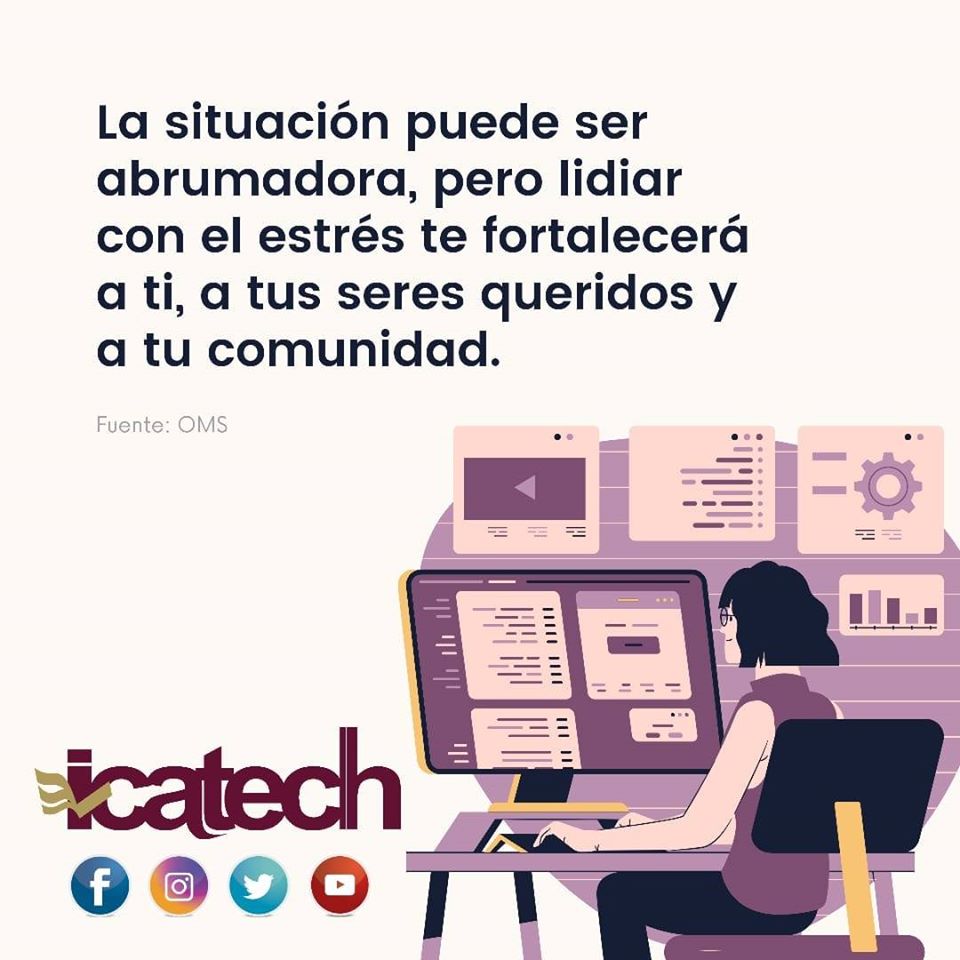 La situación puede ser
abrumadora, pero lidiar
con el estrés te fortalecerá
a ti, a tus seres queridos y
a tu comunidad.
Fuente: OMS
icatech